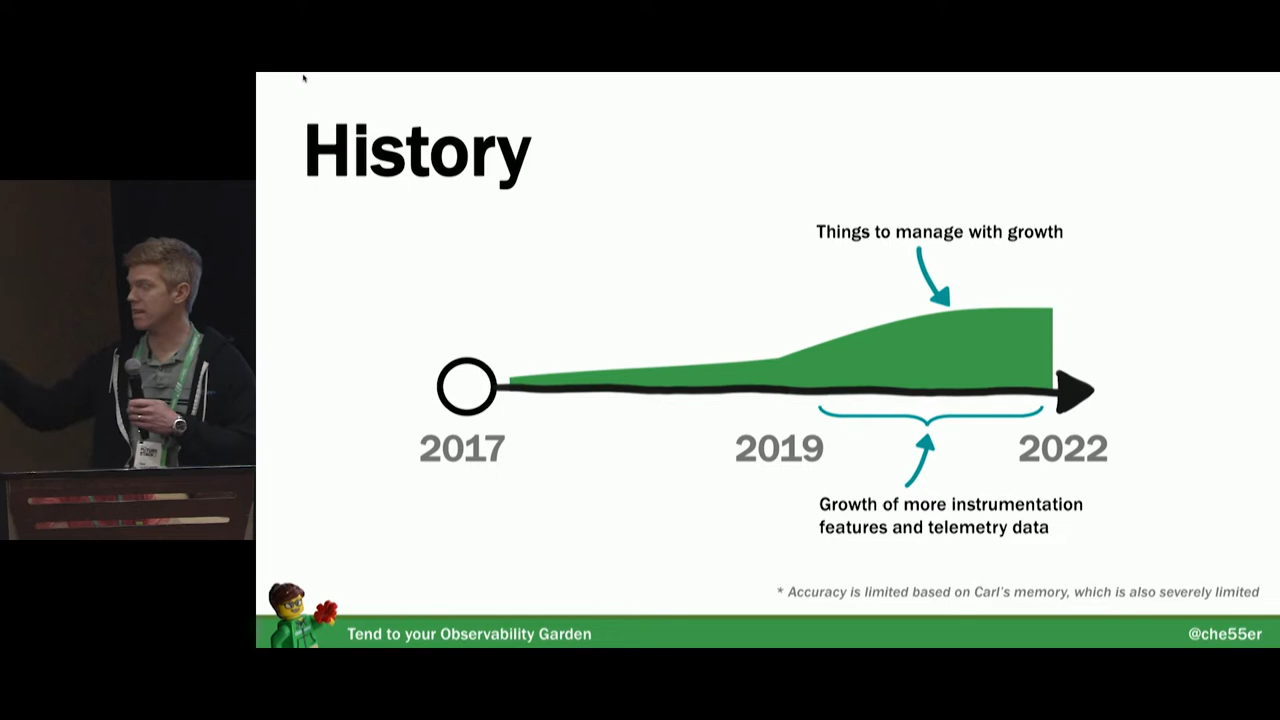 History
Things to manage with growth
2017
2019
2022
Growth of more instrumentation
features and telemetry data
* Accuracy is limited based on Carl's memory, which is also severely limited
Tend to your Observability Garden
@che55er